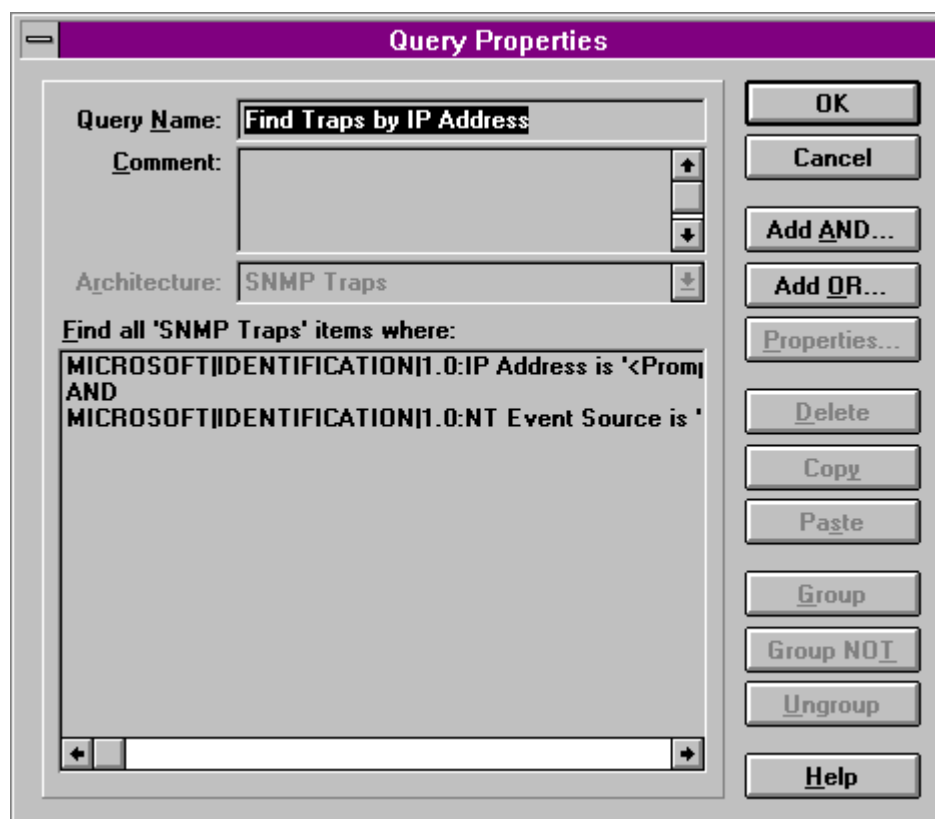 Query Properties
Query Name: Find Traps by IP Address
OK
Comment:
Cancel
Add AND...
Architecture: SNMP Traps
Add OR...
Find all 'SNMP Traps' items where:
Properties...
MICROSOFT|IDENTIFICATION|1.0:IP Address is '<Promp
AND
MICROSOFT|IDENTIFICATION|1.0:NT Event Source is '
Delete
Copy
Paste
Group
Group NOT
Ungroup
Help